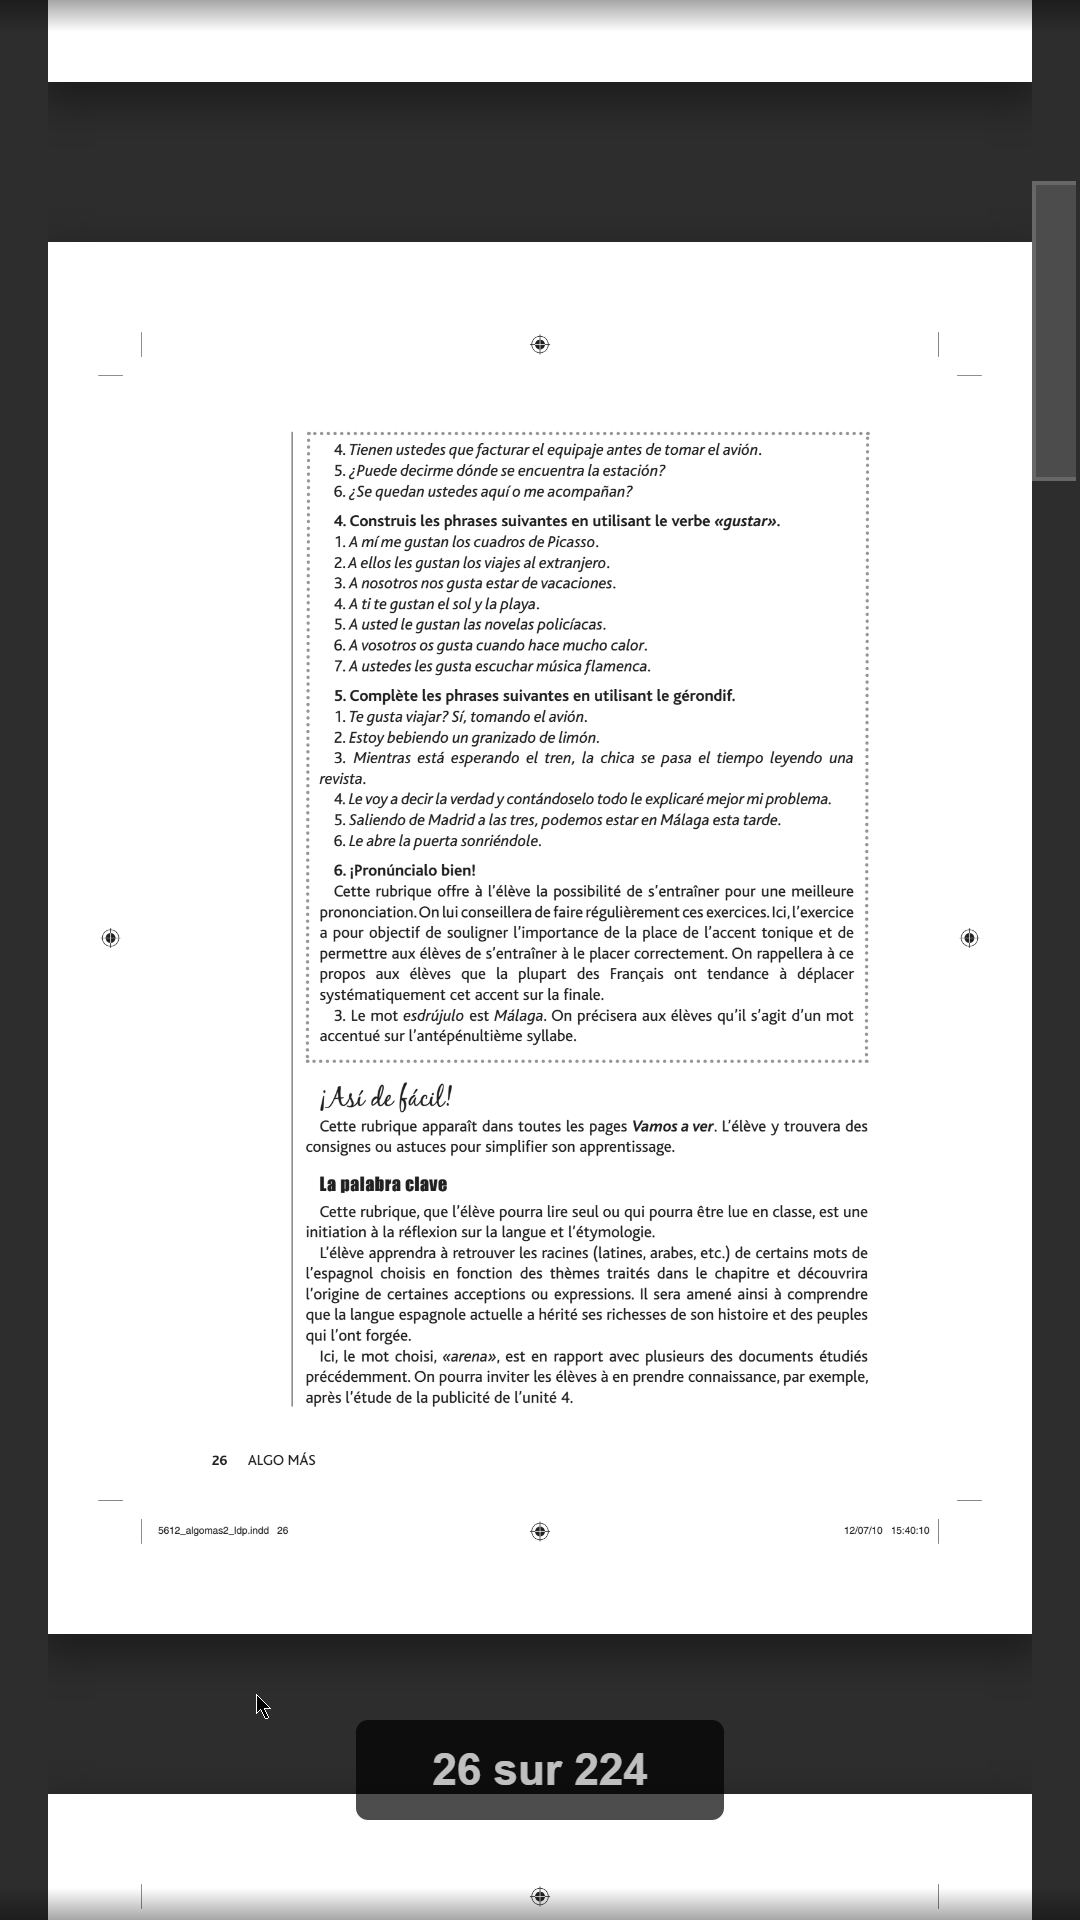 4. Tienen ustedes que facturar el equipaje antes de tomar el avión.
5. ¿Puede decirme dónde se encuentra la estación?
6. ¿Se quedan ustedes aquí o me acompañan?
4. Construis les phrases suivantes en utilisant le verbe «gustar».
1. A mí me gustan los cuadros de Picasso.
2. A ellos les gustan los viajes al extranjero.
3. A nosotros nos gusta estar de vacaciones.
4. A ti te gustan el sol y la playa.
5. A usted le gustan las novelas policíacas.
6. A vosotros os gusta cuando hace mucho calor.
7. A ustedes les gusta escuchar música flamenca.
5. Complète les phrases suivantes en utilisant le gérondif.
1. Te gusta viajar? Sí, tomando el avión.
2. Estoy bebiendo un granizado de limón.
3. Mientras está esperando el tren, la chica se pasa el tiempo leyendo una
revista.
4. Le voy a decir la verdad y contándoselo todo le explicaré mejor mi problema.
5. Saliendo de Madrid a las tres, podemos estar en Málaga esta tarde.
6. Le abre la puerta sonriéndole.
6. ¡Pronúncialo bien!
Cette rubrique offre à l'élève la possibilité de s'entraîner pour une meilleure
prononciation. On lui conseillera de faire régulièrement ces exercices. Ici, l'exercice
a pour objectif de souligner l'importance de la place de l'accent tonique et de
permettre aux élèves de s'entraîner à le placer correctement. On rappellera à ce
propos aux élèves que la plupart des Français ont tendance à déplacer
systématiquement cet accent sur la finale.
3. Le mot esdrújulo est Málaga. On précisera aux élèves qu'il s'agit d'un mot
accentué sur l'antépénultième syllabe.
¡Así de fácil!
Cette rubrique apparaît dans toutes les pages Vamos a ver. L'élève y trouvera des
consignes ou astuces pour simplifier son apprentissage.
La palabra clave
Cette rubrique, que l'élève pourra lire seul ou qui pourra être lue en classe, est une
initiation à la réflexion sur la langue et l'étymologie.
L'élève apprendra à retrouver les racines (latines, arabes, etc.) de certains mots de
l'espagnol choisis en fonction des thèmes traités dans le chapitre et découvrira
l'origine de certaines acceptions ou expressions. Il sera amené ainsi à comprendre
que la langue espagnole actuelle a hérité ses richesses de son histoire et des peuples
qui l'ont forgée.
Ici, le mot choisi, «arena», est en rapport avec plusieurs des documents étudiés
précédemment. On pourra inviter les élèves à en prendre connaissance, par exemple,
après l'étude de la publicité de l'unité 4.
26 ALGO MÁS
5612_algomas2_ldp.indd 26 12/07/10 15:40:10
26 sur 224